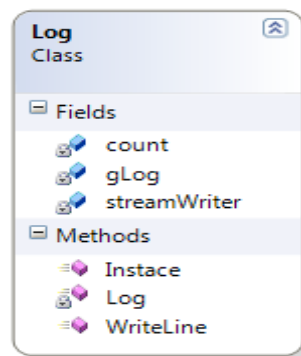 Log
Class
Fields
count
gLog
streamWriter
Methods
Instace
Log
WriteLine